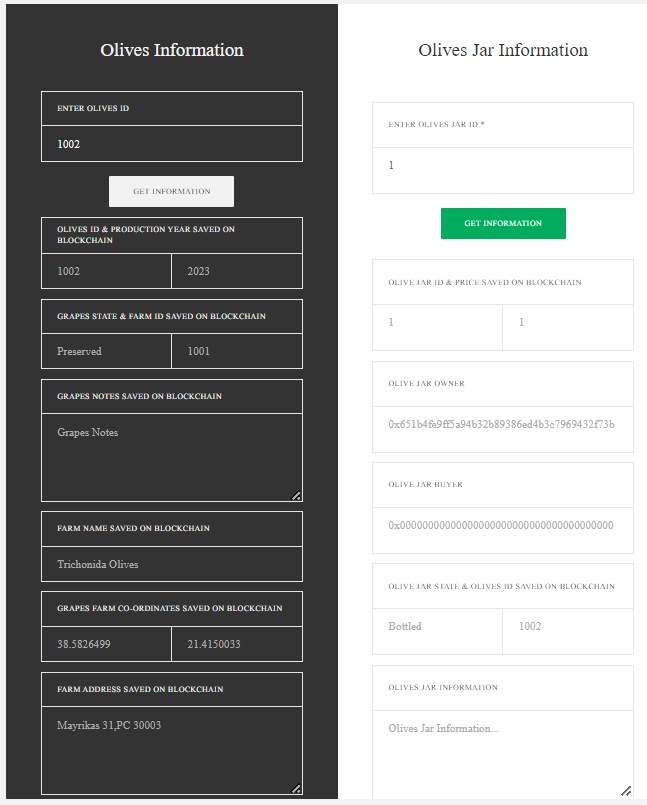 Olives Information
ENTER OLIVES ID
1002
GET INFORMATION
OLIVES ID & PRODUCTION YEAR SAVED ON
BLOCKCHAIN
1002 2023
GRAPES STATE & FARM ID SAVED ON BLOCKCHAIN
Preserved 1001
GRAPES NOTES SAVED ON BLOCKCHAIN
Grapes Notes
FARM NAME SAVED ON BLOCKCHAIN
Trichonida Olives
GRAPES FARM CO-ORDINATES SAVED ON BLOCKCHAIN
38.5826499 21.4150033
FARM ADDRESS SAVED ON BLOCKCHAIN
Mayrikas 31,PC 30003
Olives Jar Information
ENTER OLIVES JAR ID *
1
GET INFORMATION
OLIVE JAR ID & PRICE SAVED ON BLOCKCHAIN
1 1
OLIVE JAR OWNER
0x651b4fe9ff5a94b32b89386ed4b3c7969432f73b
OLIVE JAR BUYER
0x0000000000000000000000000000000000000000
OLIVE JAR STATE & OLIVES ID SAVED ON BLOCKCHAIN
Bottled 1002
OLIVES JAR INFORMATION
Olives Jar Information...